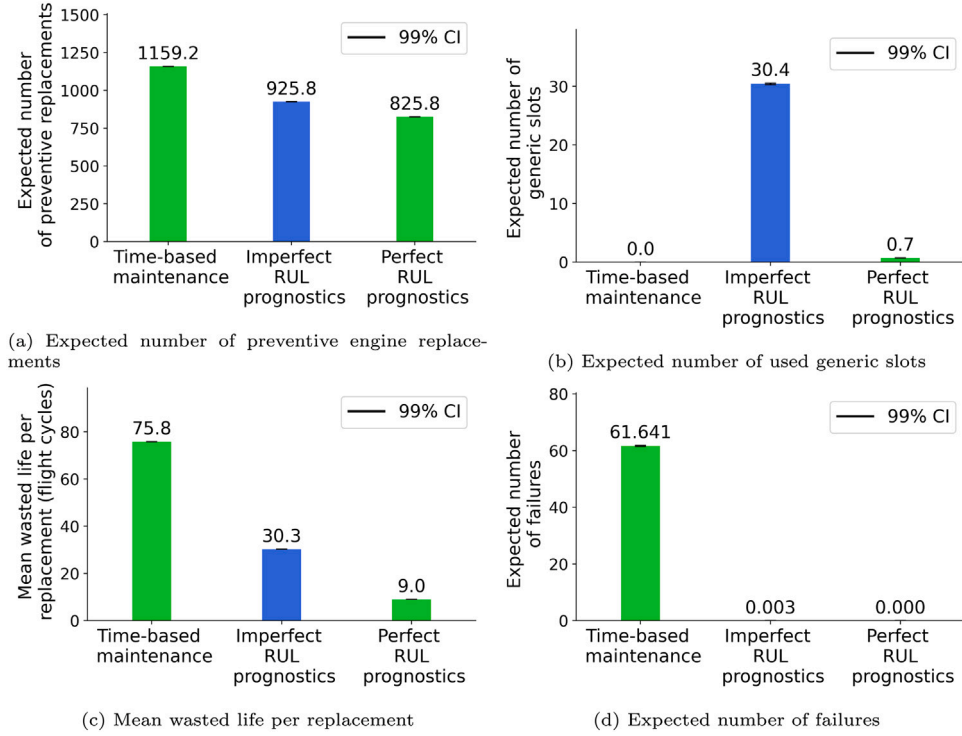 Expected number
of preventive replacements
1500
1250
1000
750
500
250
0
99% CI
1159.2
925.8
825.8
Time-based
maintenance
Imperfect
RUL
prognostics
Perfect
RUL
prognostics
(a) Expected number of preventive engine replace-
ments
Expected number of
generic slots
30
20
10
0
99% CI
0.0
30.4
0.7
Time-based
maintenance
Imperfect
RUL
prognostics
Perfect
RUL
prognostics
(b) Expected number of used generic slots
Mean wasted life per
replacement (flight cycles)
80
60
40
20
0
99% CI
75.8
30.3
9.0
Time-based
maintenance
Imperfect
RUL
prognostics
Perfect
RUL
prognostics
(c) Mean wasted life per replacement
Expected number
of failures
80
60
40
20
0
99% CI
61.641
0.003
0.000
Time-based
maintenance
Imperfect
RUL
prognostics
Perfect
RUL
prognostics
(d) Expected number of failures